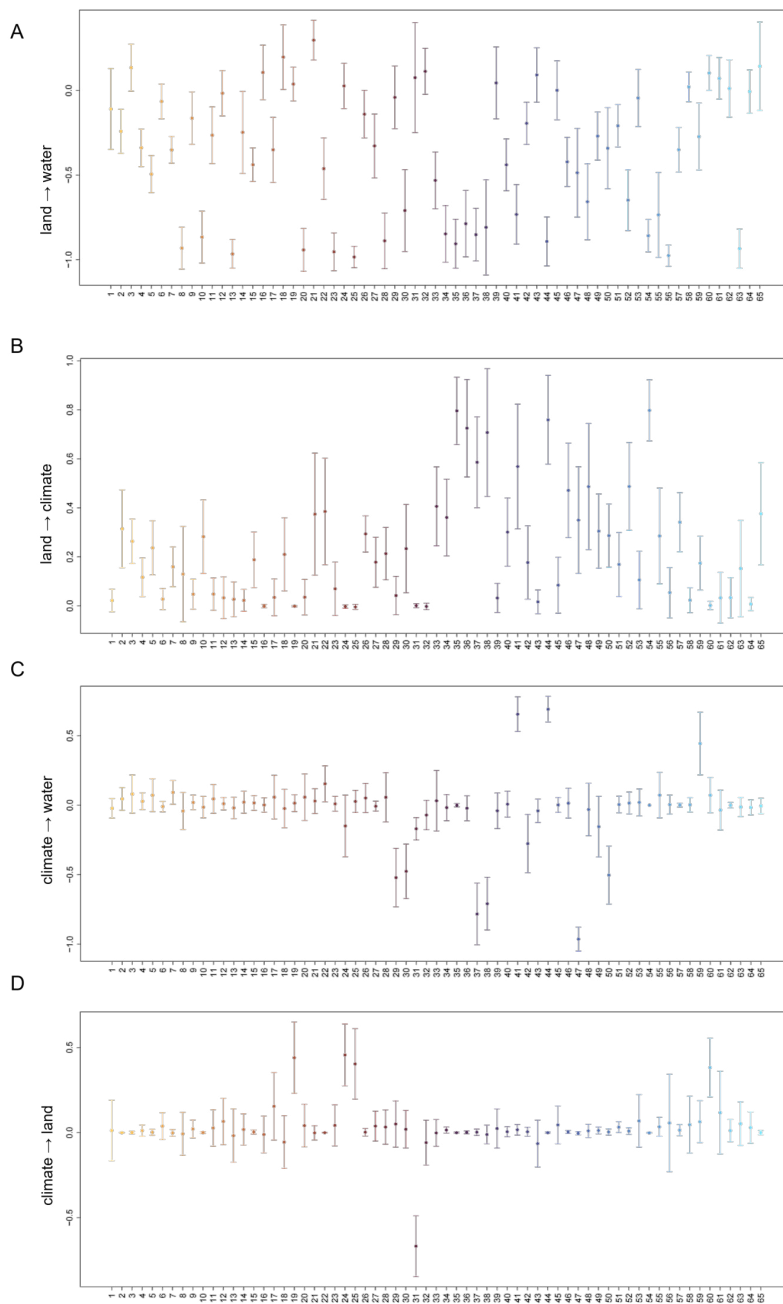 A
land → water
0.0
−0.5
−1.0
1 2 3 4 5 6 7 8 9 10 11 12 13 14 15 16 17 18 19 20 21 22 23 24 25 26 27 28 29 30 31 32 33 34 35 36 37 38 39 40 41 42 43 44 45 46 47 48 49 50 51 52 53 54 55 56 57 58 59 60 61 62 63 64 65
B
land → climate
1.0
0.8
0.6
0.4
0.2
0.0
1 2 3 4 5 6 7 8 9 10 11 12 13 14 15 16 17 18 19 20 21 22 23 24 25 26 27 28 29 30 31 32 33 34 35 36 37 38 39 40 41 42 43 44 45 46 47 48 49 50 51 52 53 54 55 56 57 58 59 60 61 62 63 64 65
C
climate → water
0.5
0.0
−0.5
−1.0
1 2 3 4 5 6 7 8 9 10 11 12 13 14 15 16 17 18 19 20 21 22 23 24 25 26 27 28 29 30 31 32 33 34 35 36 37 38 39 40 41 42 43 44 45 46 47 48 49 50 51 52 53 54 55 56 57 58 59 60 61 62 63 64 65
D
climate → land
0.5
0.0
−0.5
1 2 3 4 5 6 7 8 9 10 11 12 13 14 15 16 17 18 19 20 21 22 23 24 25 26 27 28 29 30 31 32 33 34 35 36 37 38 39 40 41 42 43 44 45 46 47 48 49 50 51 52 53 54 55 56 57 58 59 60 61 62 63 64 65